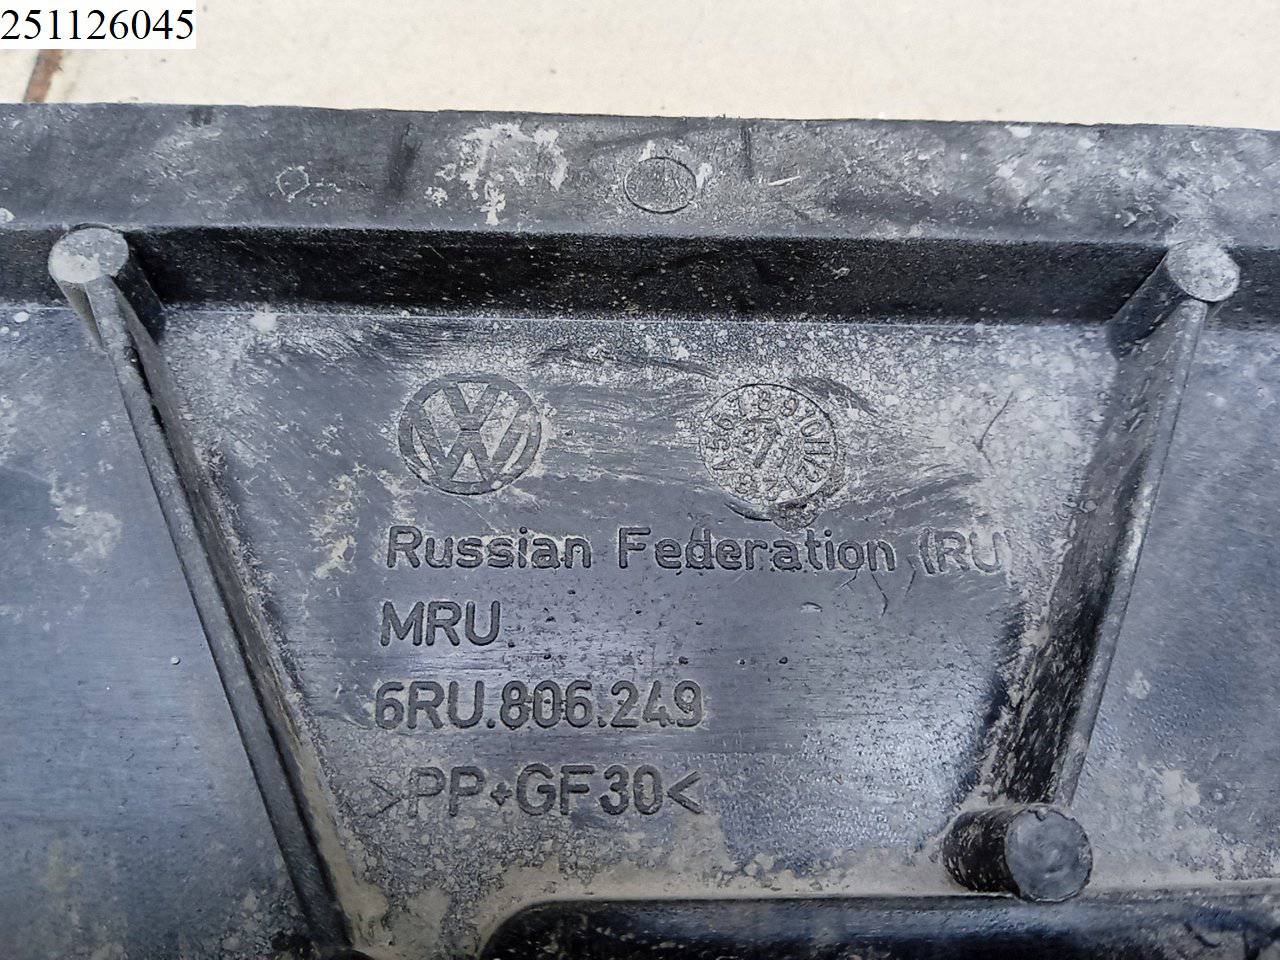 251126045
Russian Federation (RU
MRU
6RU.806.249
>PP+GF30<